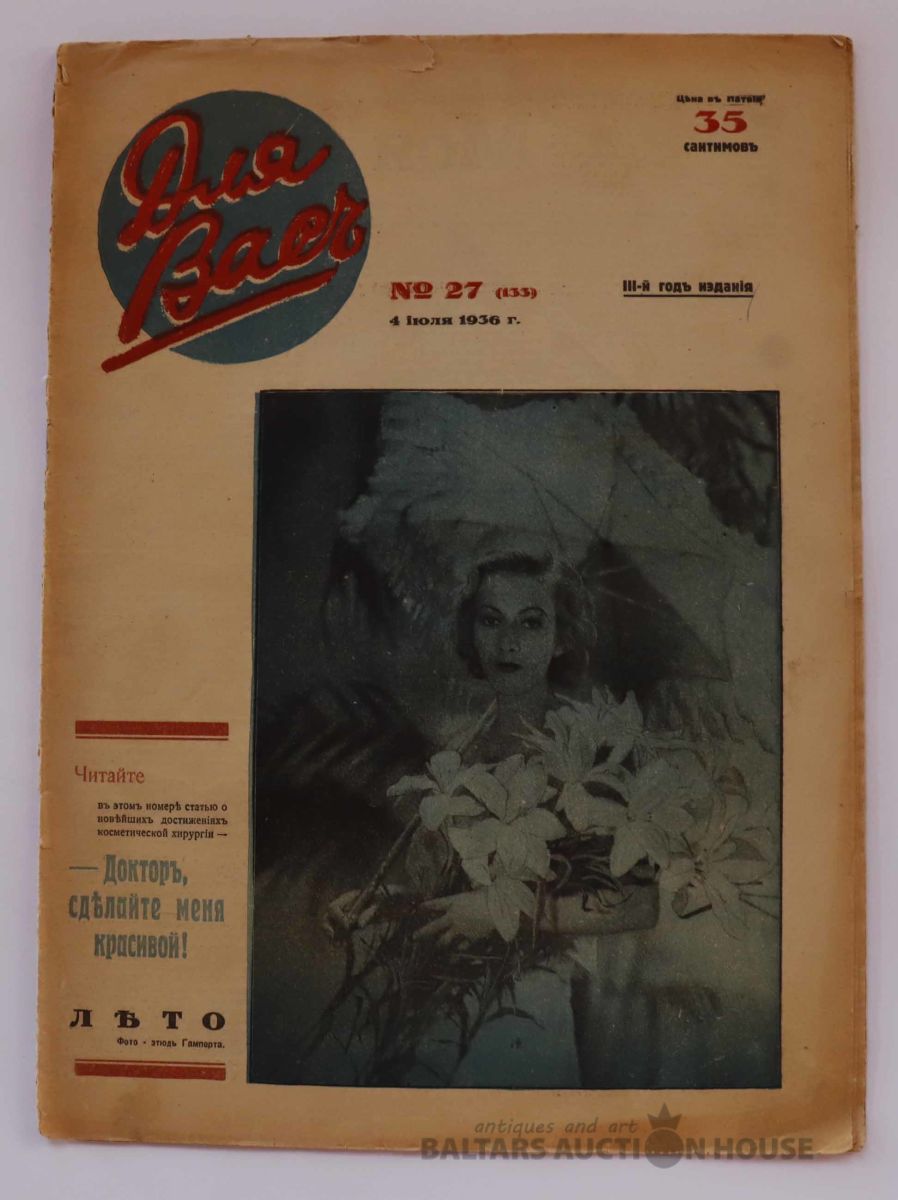 Для
Васъ
Цѣна въ Латвіи
35
сантимовъ
№ 27 (133)
4 іюля 1936 г.
III-й годъ изданія
Читайте
въ этомъ номерѣ статью о
новѣйшихъ достиженіяхъ
косметической хирургіи —
— Докторъ,
сдѣлайте меня
красивой!
ЛѢТО
Фото - этюдъ Гамперта.
antiques and art
BALTARS AUCTION HOUSE